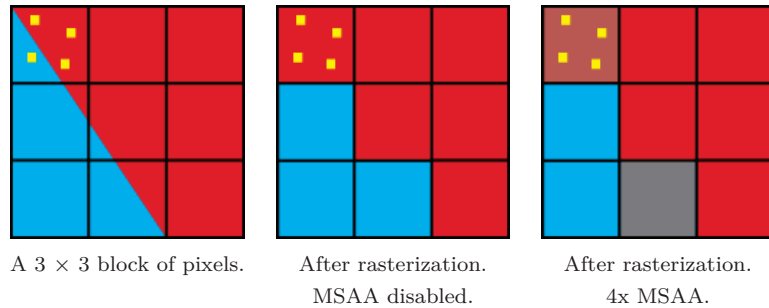 A 3 × 3 block of pixels.
After rasterization.
MSAA disabled.
After rasterization.
4x MSAA.